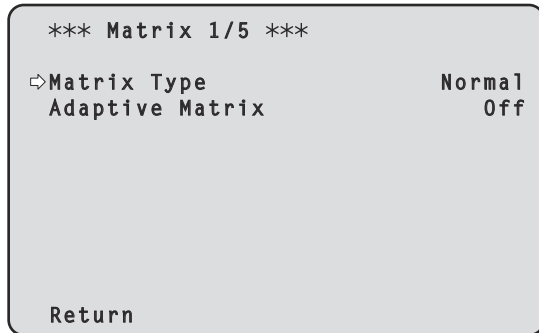 *** Matrix 1/5 ***
⇨Matrix Type Normal
Adaptive Matrix Off
Return